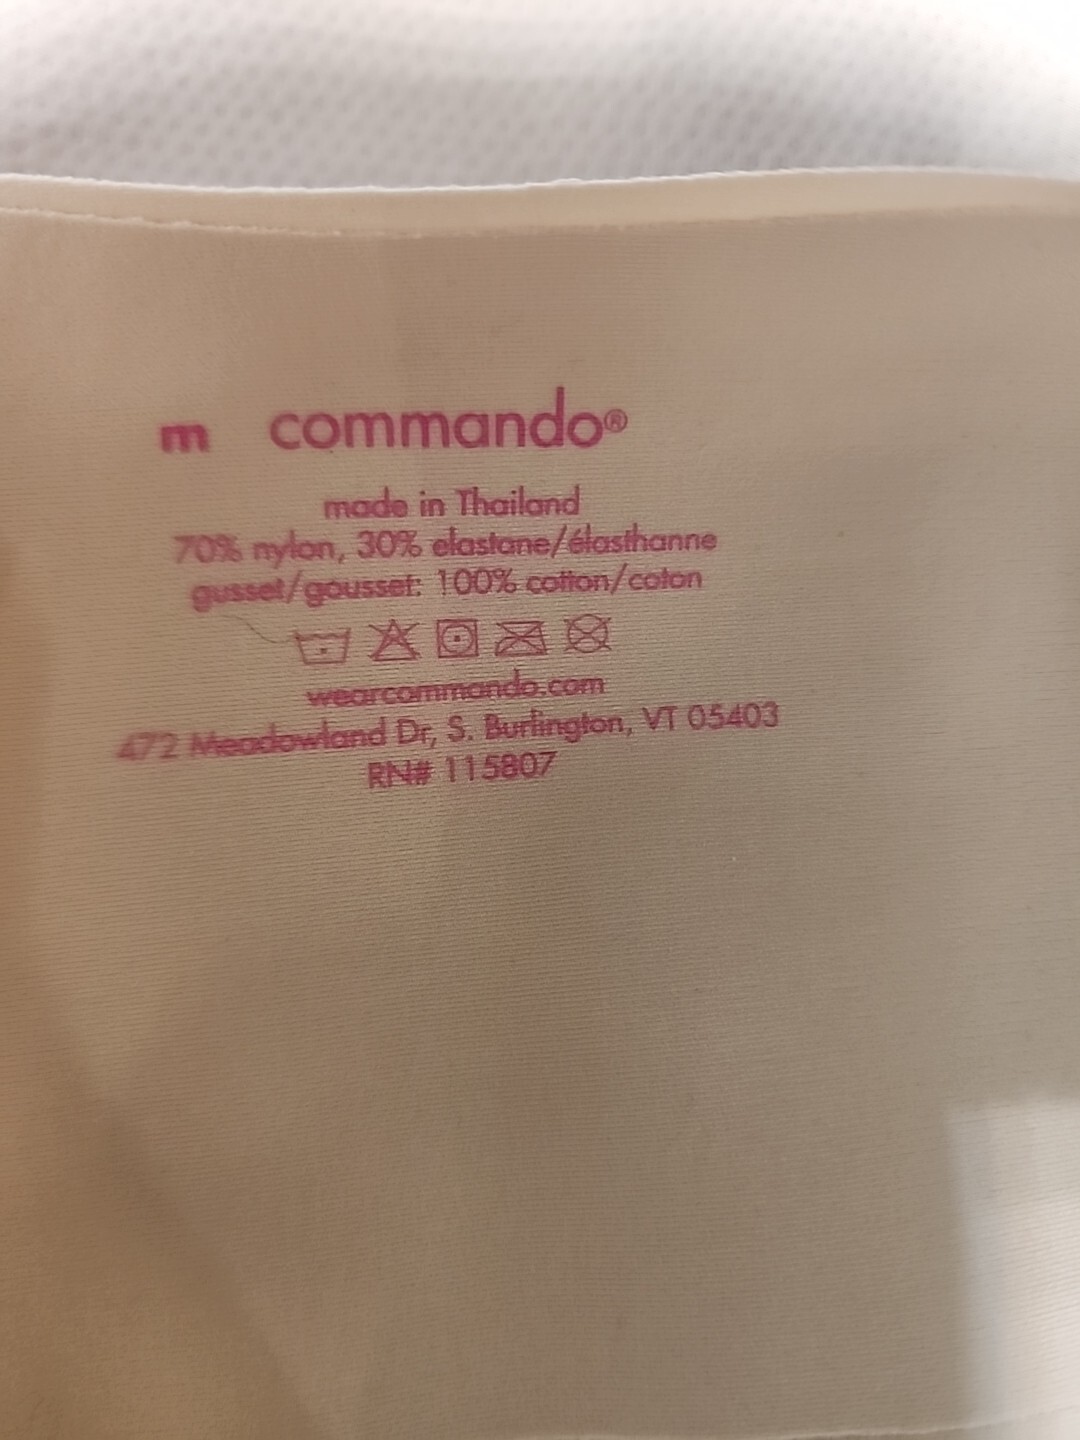 m commando®
made in Thailand
70% nylon, 30% elastane/élasthanne
gusset/gousset: 100% cotton/coton
wearcommando.com
472 Meadowland Dr, S. Burlington, VT 05403
RN# 115807